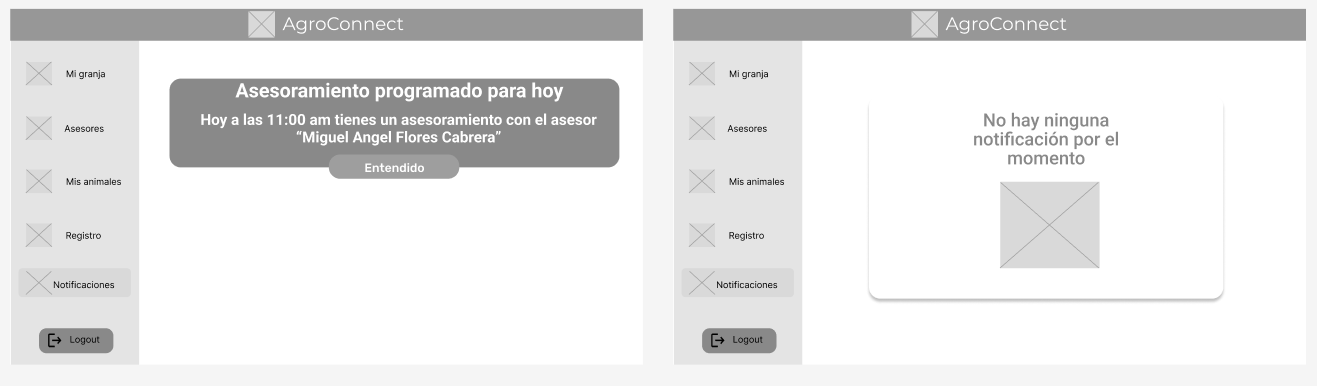 AgroConnect
Mi granja
Asesores
Mis animales
Registro
Notificaciones
Logout
Asesoramiento programado para hoy
Hoy a las 11:00 am tienes un asesoramiento con el asesor
“Miguel Angel Flores Cabrera”
Entendido
AgroConnect
Mi granja
Asesores
Mis animales
Registro
Notificaciones
Logout
No hay ninguna
notificación por el
momento